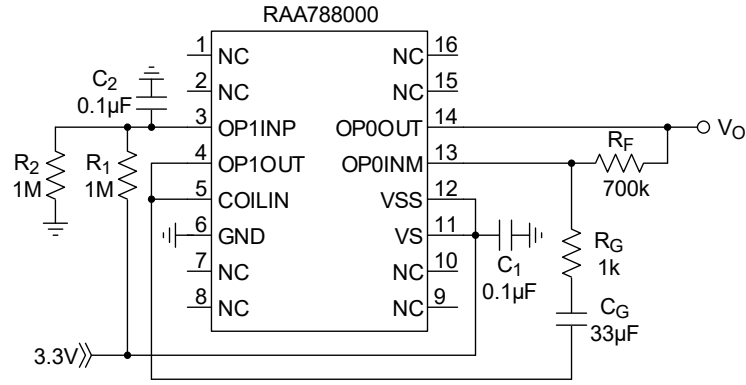 RAA788000
1 NC NC 16
2 NC NC 15
3 OP1INP OP0OUT 14
4 OP1OUT OP0INM 13
5 COILIN VSS 12
6 GND VS 11
7 NC NC 10
8 NC NC 9
C2
0.1µF
R2
1M
R1
1M
3.3V
VO
RF
700k
RG
1k
C1
0.1µF
CG
33µF